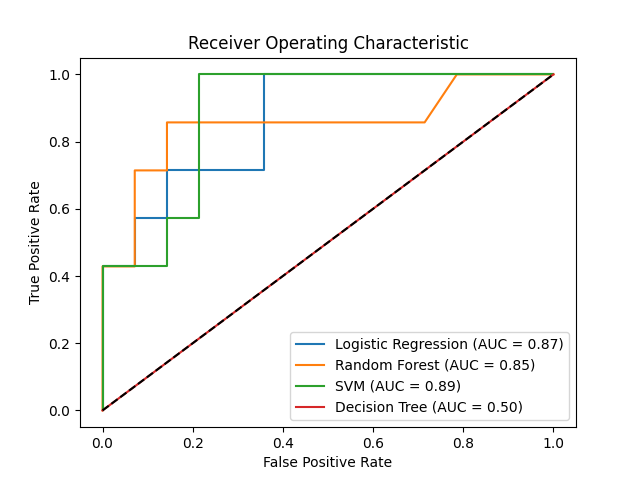 Receiver Operating Characteristic
1.0
0.8
0.6
0.4
0.2
0.0
True Positive Rate
Logistic Regression (AUC = 0.87)
Random Forest (AUC = 0.85)
SVM (AUC = 0.89)
Decision Tree (AUC = 0.50)
0.0 0.2 0.4 0.6 0.8 1.0
False Positive Rate